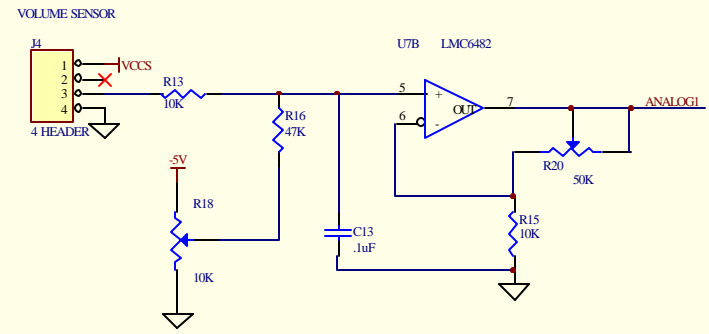 VOLUME SENSOR
J4
U7B LMC6482
1 VCCS
2
3
4
R13
10K
4 HEADER
R16
47K
5
6
7
+
-
OUT
ANALOG1
R20
50K
-5V
R18
10K
C13
.1uF
R15
10K